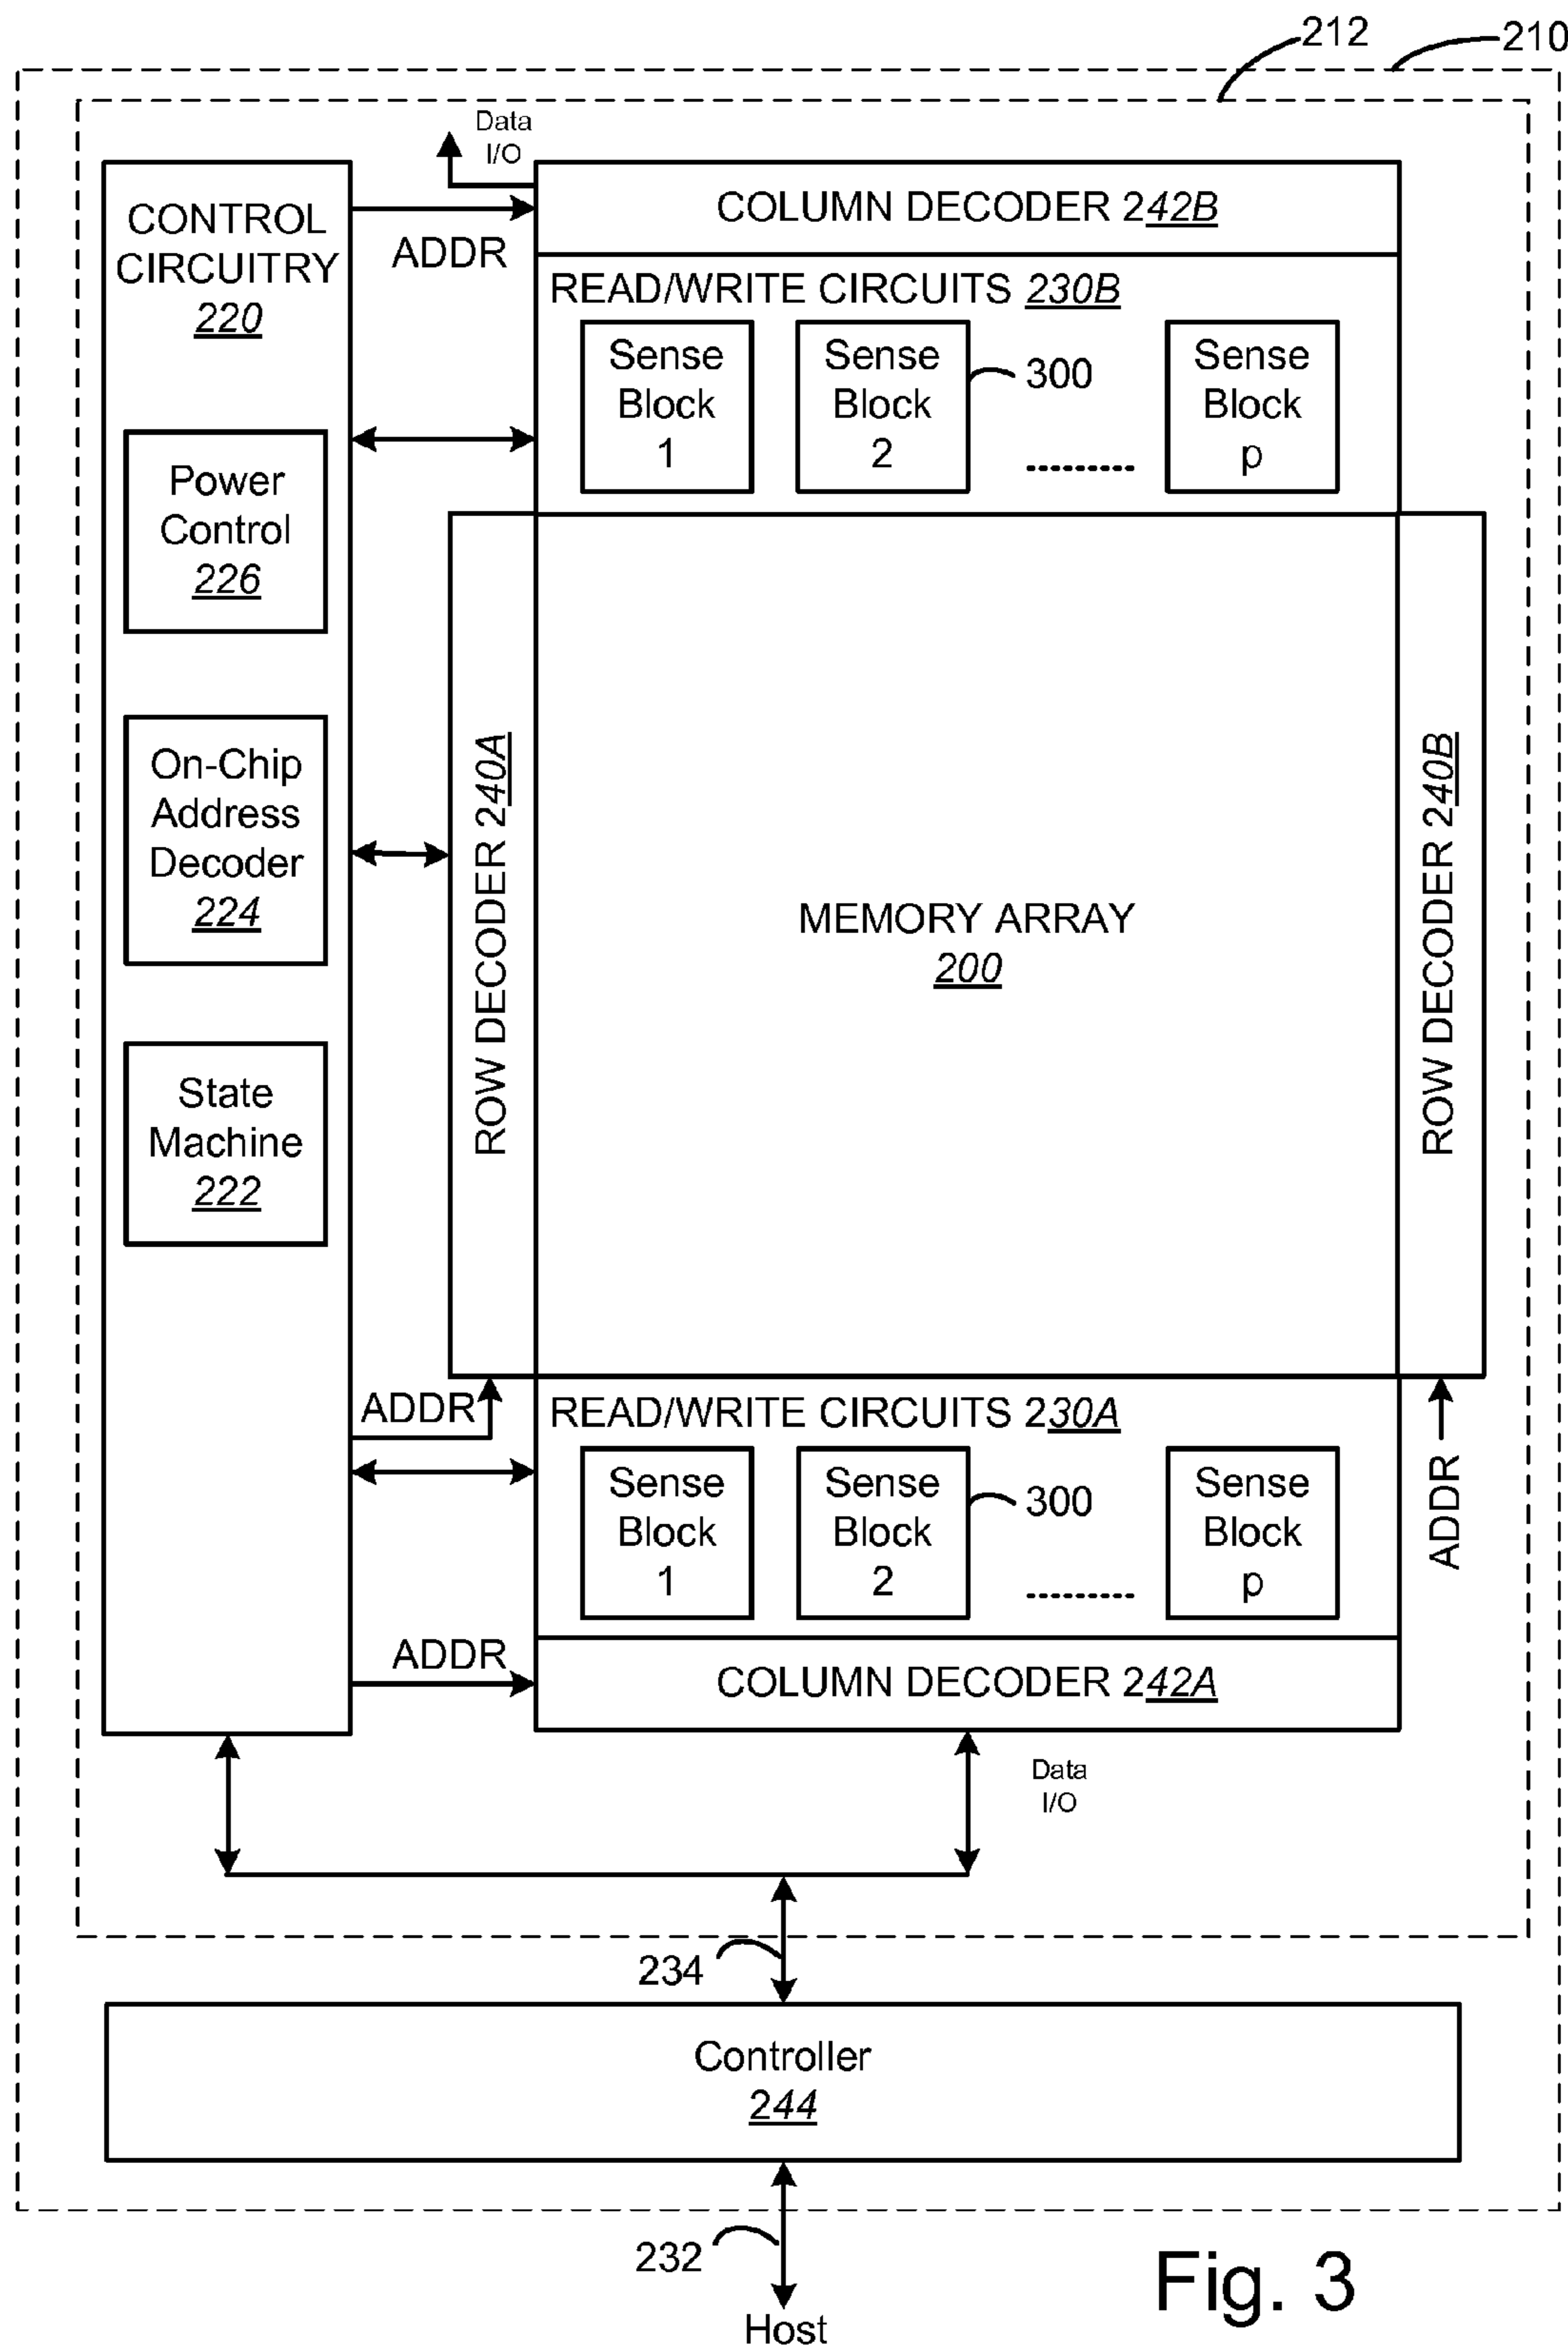 212
210
Data
I/O
CONTROL
CIRCUITRY
220
ADDR
COLUMN DECODER 242B
READ/WRITE CIRCUITS 230B
Sense
Block
1
Sense
Block
2
300
.........
Sense
Block
p
Power
Control
226
On-Chip
Address
Decoder
224
State
Machine
222
ROW DECODER 240A
MEMORY ARRAY
200
ROW DECODER 240B
ADDR
READ/WRITE CIRCUITS 230A
Sense
Block
1
Sense
Block
2
300
.........
Sense
Block
p
ADDR
ADDR
COLUMN DECODER 242A
Data
I/O
234
Controller
244
232
Host
Fig. 3